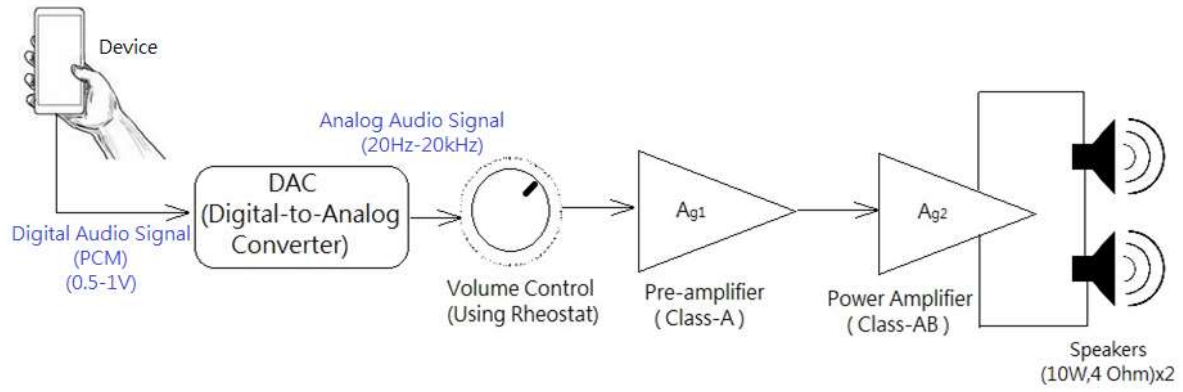 Device
Digital Audio Signal
(PCM)
(0.5-1V)
DAC
(Digital-to-Analog
Converter)
Analog Audio Signal
(20Hz-20kHz)
Volume Control
(Using Rheostat)
Ag1
Pre-amplifier
( Class-A )
Ag2
Power Amplifier
( Class-AB )
Speakers
(10W,4 Ohm)x2